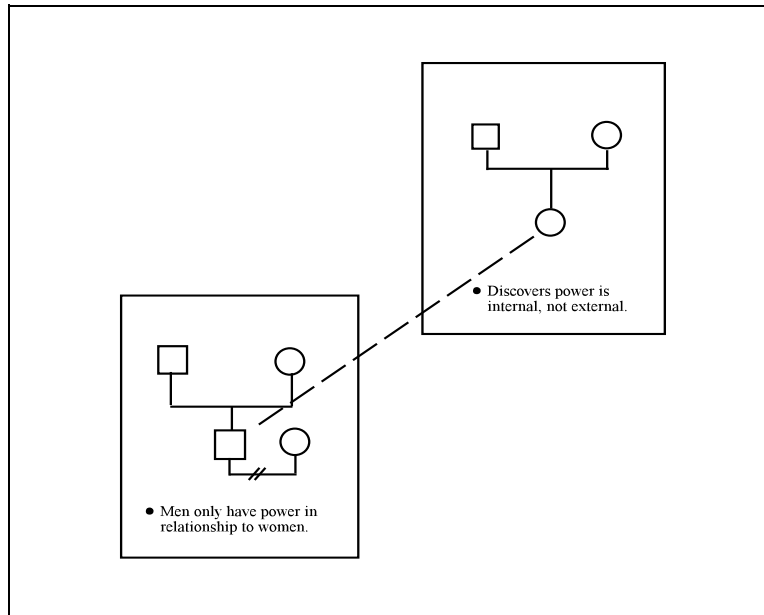 ● Discovers power is
internal, not external.
● Men only have power in
relationship to women.